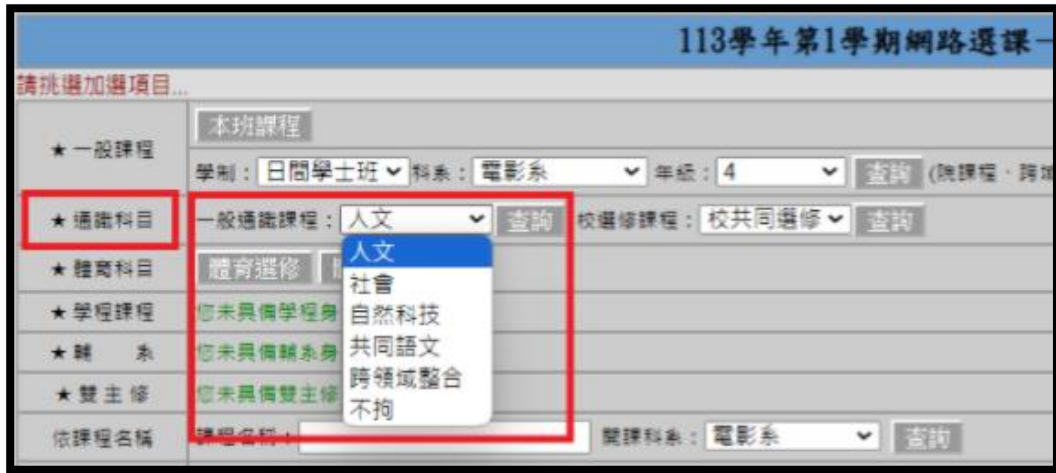 113學年第1學期網路選課
請挑選加選項目...
★ 一般課程
本班課程
學制：日間學士班 科系：電影系 年級：4 查詢 (院課程、跨域
★ 通識科目 一般通識課程：人文 查詢 校選修課程：校共同選修 查詢
人文
社會
自然科技
共同語文
跨領域整合
不拘
★ 體育科目 體育選修
★ 學程課程 您未具備學程身
★ 輔 系 您未具備輔系身
★ 雙 主 修 您未具備雙主修
依課程名稱 課程名稱： 開課科系：電影系 查詢